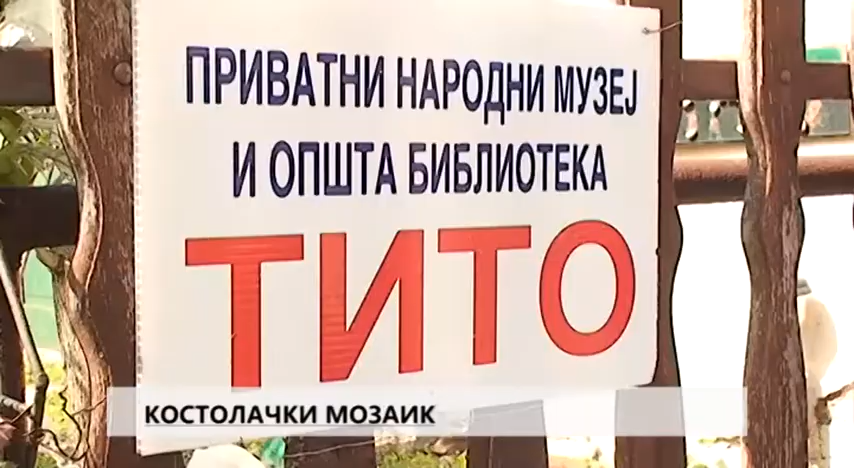 ПРИВАТНИ НАРОДНИ МУЗЕЈ
И ОПШТА БИБЛИОТЕКА
ТИТО
КОСТОЛАЧКИ МОЗАИК